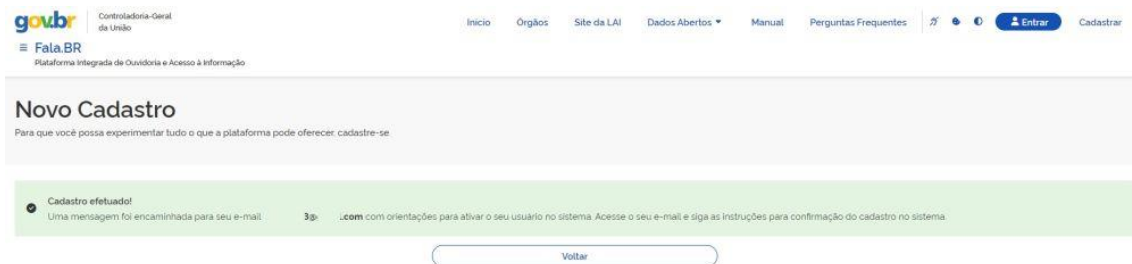 gov.br
Controladoria-Geral
da União
Início Órgãos Site da LAI Dados Abertos Manual Perguntas Frequentes Entrar Cadastrar
Fala.BR
Plataforma Integrada de Ouvidoria e Acesso à Informação
Novo Cadastro
Para que você possa experimentar tudo o que a plataforma pode oferecer, cadastre-se
Cadastro efetuado!
Uma mensagem foi encaminhada para seu e-mail 3@ .com com orientações para ativar o seu usuário no sistema. Acesse o seu e-mail e siga as instruções para confirmação do cadastro no sistema.
Voltar